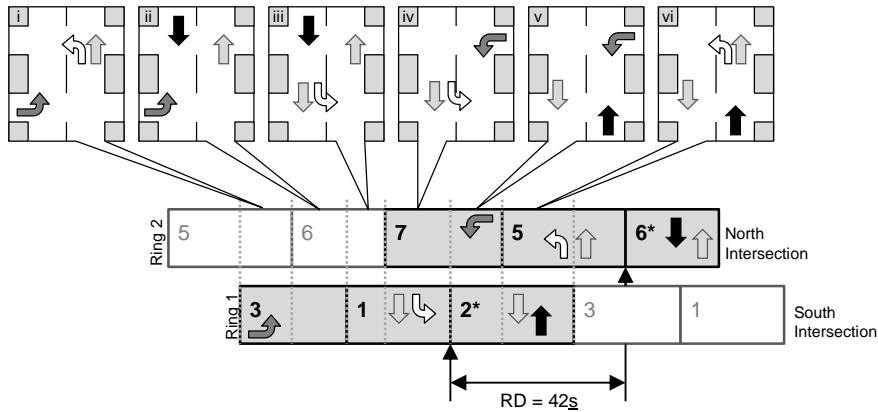 i ii iii iv v vi
Ring 2
5 6 7 5 6*
North
Intersection
Ring 1
3 1 2* 3 1
South
Intersection
RD = 42s